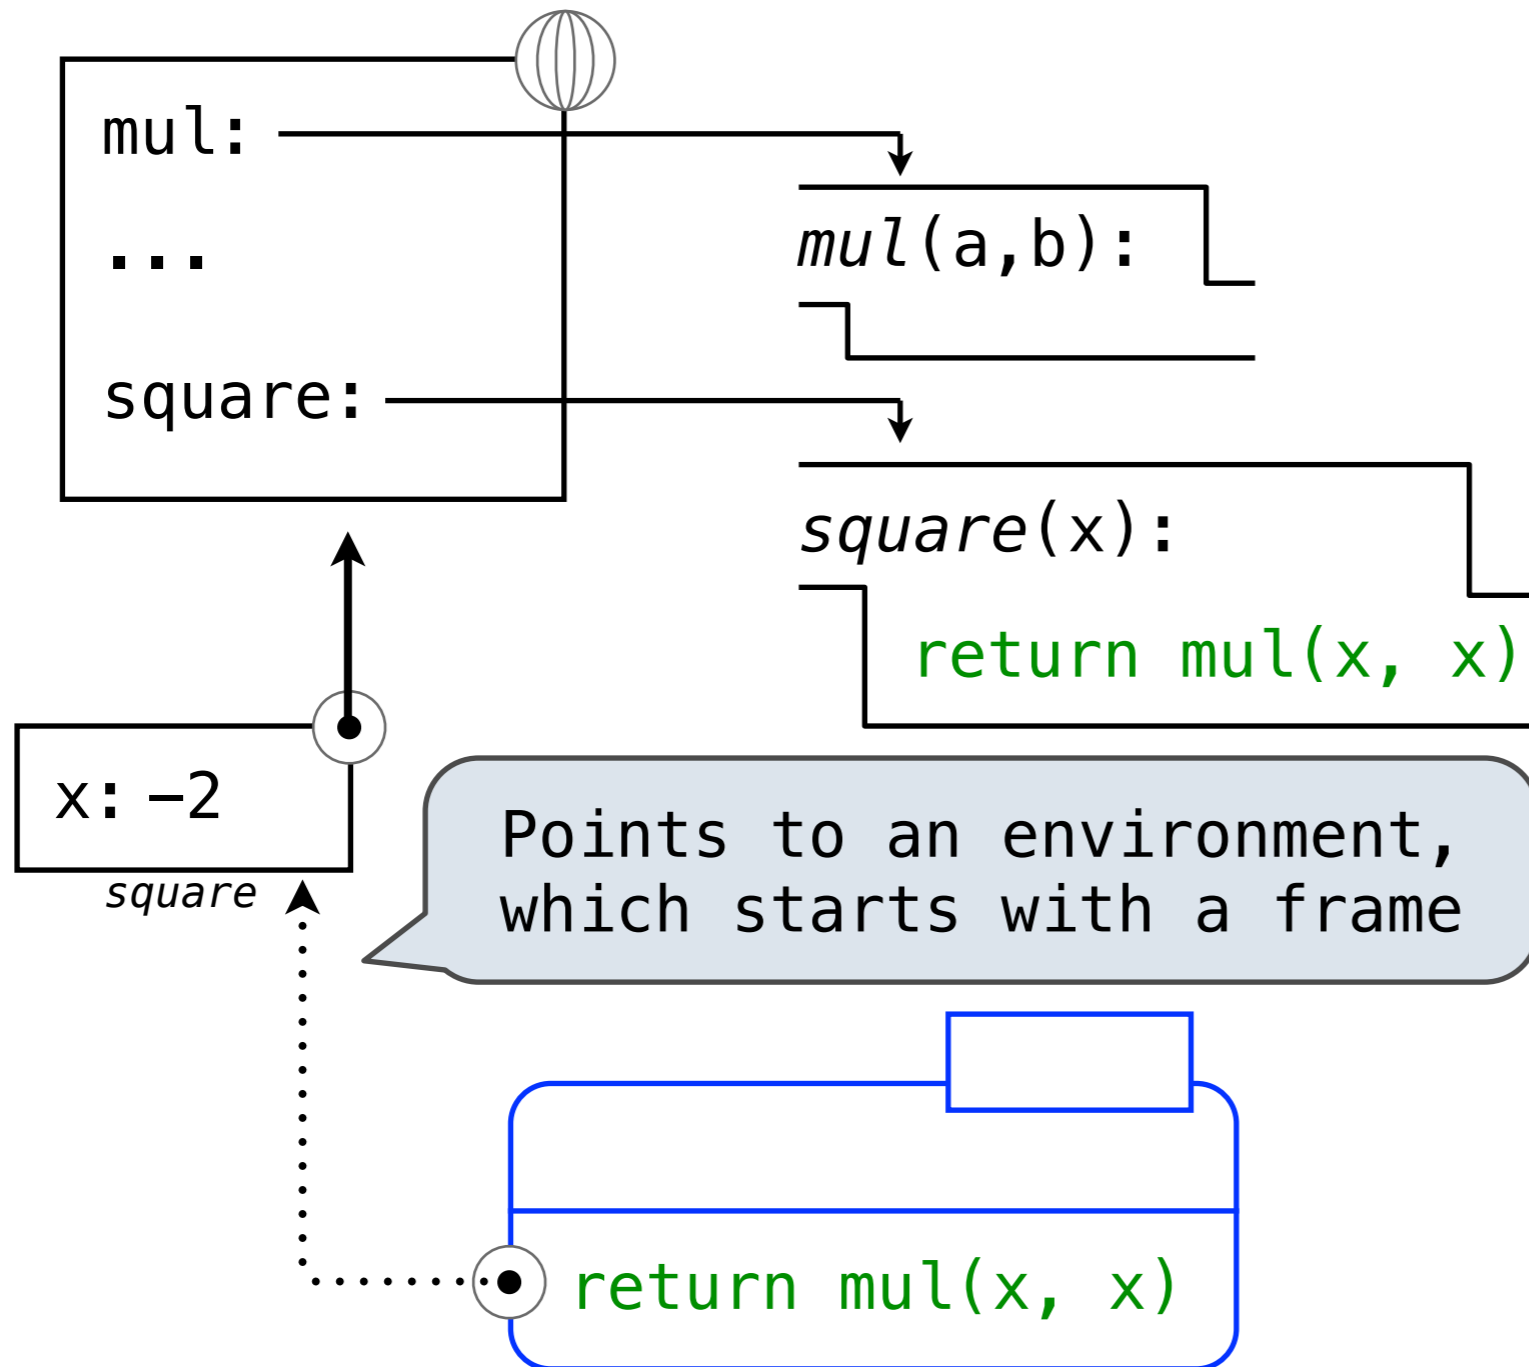 mul:
mul(a,b):
...
square:
square(x):
return mul(x, x)
x: −2
square
Points to an environment,
which starts with a frame
return mul(x, x)